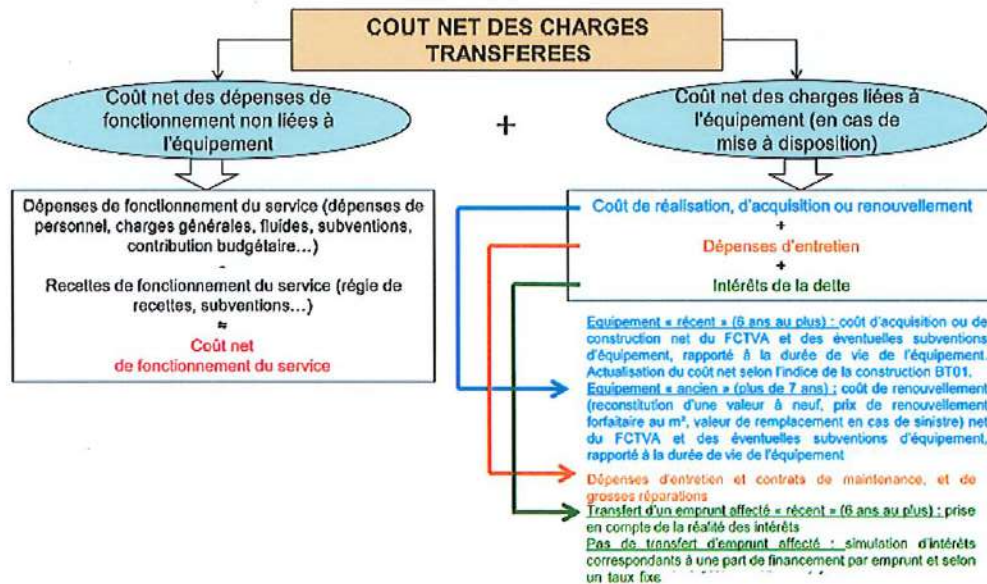 COUT NET DES CHARGES
TRANSFEREES
Coût net des dépenses de
fonctionnement non liées à
l'équipement
+
Coût net des charges liées à
l'équipement (en cas de
mise à disposition)
Dépenses de fonctionnement du service (dépenses de
personnel, charges générales, fluides, subventions,
contribution budgétaire…)
-
Recettes de fonctionnement du service (régie de
recettes, subventions…)
=
Coût net
de fonctionnement du service
Coût de réalisation, d'acquisition ou renouvellement
+
Dépenses d'entretien
+
Intérêts de la dette
Equipement « récent » (6 ans au plus) : coût d'acquisition ou de
construction net du FCTVA et des éventuelles subventions
d'équipement, rapporté à la durée de vie de l'équipement.
Actualisation du coût net selon l'indice de la construction BT01.
Equipement « ancien » (plus de 7 ans) : coût de renouvellement
(reconstitution d'une valeur à neuf, prix de renouvellement
forfaitaire au m², valeur de remplacement en cas de sinistre) net
du FCTVA et des éventuelles subventions d'équipement,
rapporté à la durée de vie de l'équipement
Dépenses d'entretien et contrats de maintenance, et de
grosses réparations
Transfert d'un emprunt affecté « récent » (6 ans au plus) : prise
en compte de la réalité des intérêts
Pas de transfert d'emprunt affecté : simulation d'intérêts
correspondants à une part de financement par emprunt et selon
un taux fixe